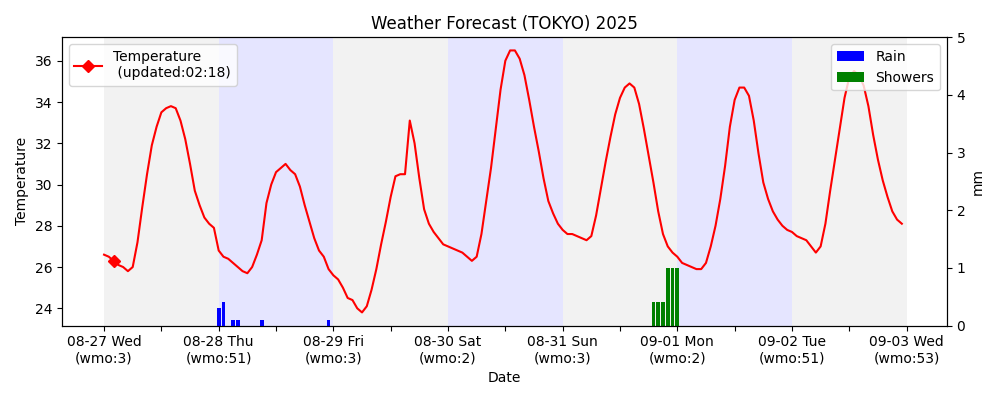 Weather Forecast (TOKYO) 2025
Temperature
(updated:02:18)
Rain
Showers
Temperature
36
34
32
30
28
26
24
5
4
3
2
1
0
mm
08-27 Wed 08-28 Thu 08-29 Fri 08-30 Sat 08-31 Sun 09-01 Mon 09-02 Tue 09-03 Wed
(wmo:3) (wmo:51) (wmo:3) (wmo:2) (wmo:3) (wmo:2) (wmo:51) (wmo:53)
Date